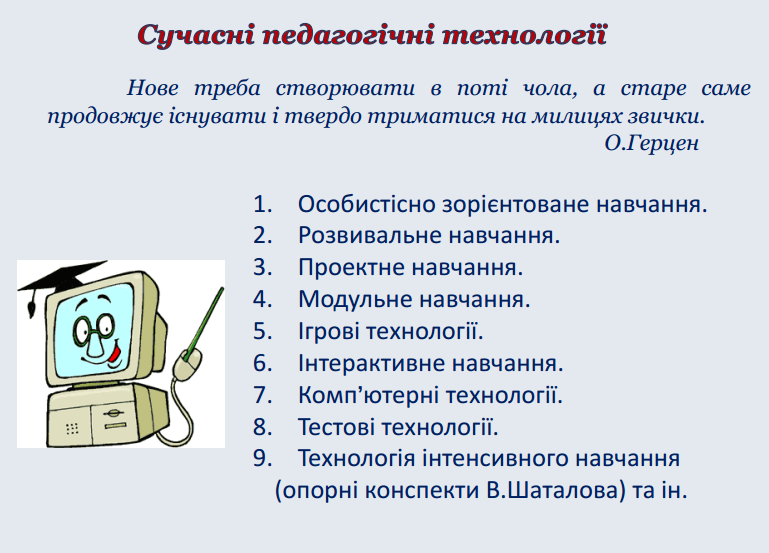 Сучасні педагогічні технології
Нове треба створювати в поті чола, а старе саме
продовжує існувати і твердо триматися на милицях звички.
О.Герцен
1. Особистісно зорієнтоване навчання.
2. Розвивальне навчання.
3. Проектне навчання.
4. Модульне навчання.
5. Ігрові технології.
6. Інтерактивне навчання.
7. Комп’ютерні технології.
8. Тестові технології.
9. Технологія інтенсивного навчання
(опорні конспекти В.Шаталова) та ін.